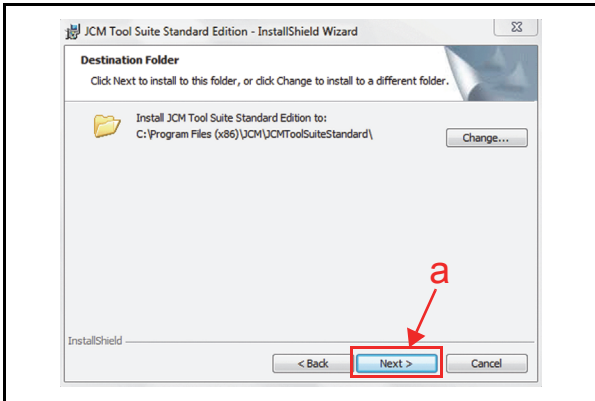 JCM Tool Suite Standard Edition - InstallShield Wizard
Destination Folder
Click Next to install to this folder, or click Change to install to a different folder.
Install JCM Tool Suite Standard Edition to:
C:\Program Files (x86)\JCM\JCMToolSuiteStandard\
Change...
a
InstallShield
< Back
Next >
Cancel